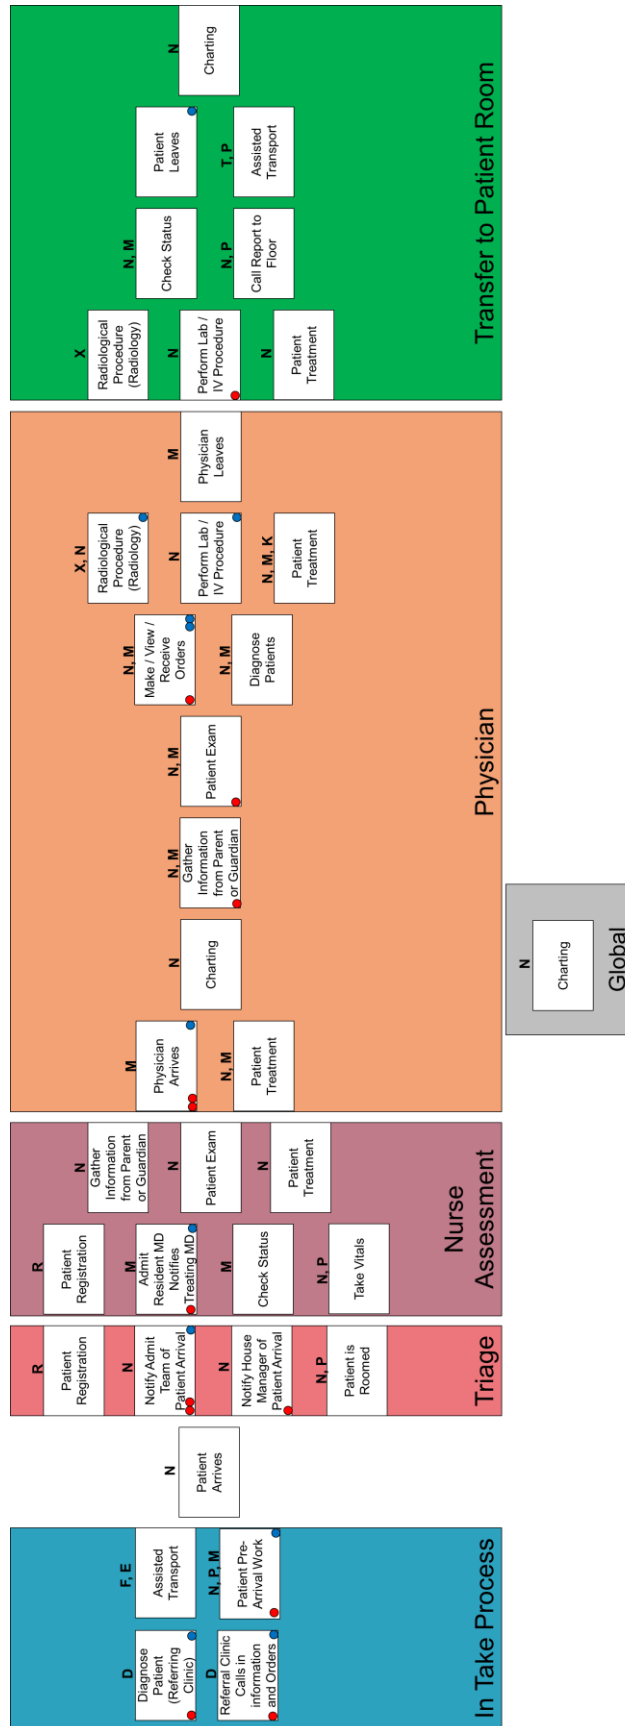 D
Diagnose
Patient
(Referring
Clinic)
D
Referral Clinic
Calls in
information
and Orders
F, E
Assisted
Transport
N, P, M
Patient Pre-
Arrival Work
In Take Process
N
Patient
Arrives
R
Patient
Registration
N
Notify Admit
Team of
Patient Arrival
N
Notify House
Manager of
Patient Arrival
N, P
Patient is
Roomed
Triage
R
Patient
Registration
M
Admit
Resident MD
Notifies
Treating MD
M
Check Status
N, P
Take Vitals
N
Gather
Information
from Parent
or Guardian
N
Patient Exam
N
Patient
Treatment
Nurse
Assessment
M
Physician
Arrives
N, M
Patient
Treatment
N
Charting
N, M
Gather
Information
from Parent
or Guardian
N, M
Patient Exam
N, M
Make / View /
Receive
Orders
N, M
Diagnose
Patients
X, N
Radiological
Procedure
(Radiology)
N
Perform Lab /
IV Procedure
N, M, K
Patient
Treatment
M
Physician
Leaves
Physician
N
Charting
Global
X
Radiological
Procedure
(Radiology)
N
Perform Lab /
IV Procedure
N
Patient
Treatment
N, M
Check Status
N, P
Call Report to
Floor
Patient
Leaves
T, P
Assisted
Transport
N
Charting
Transfer to Patient Room